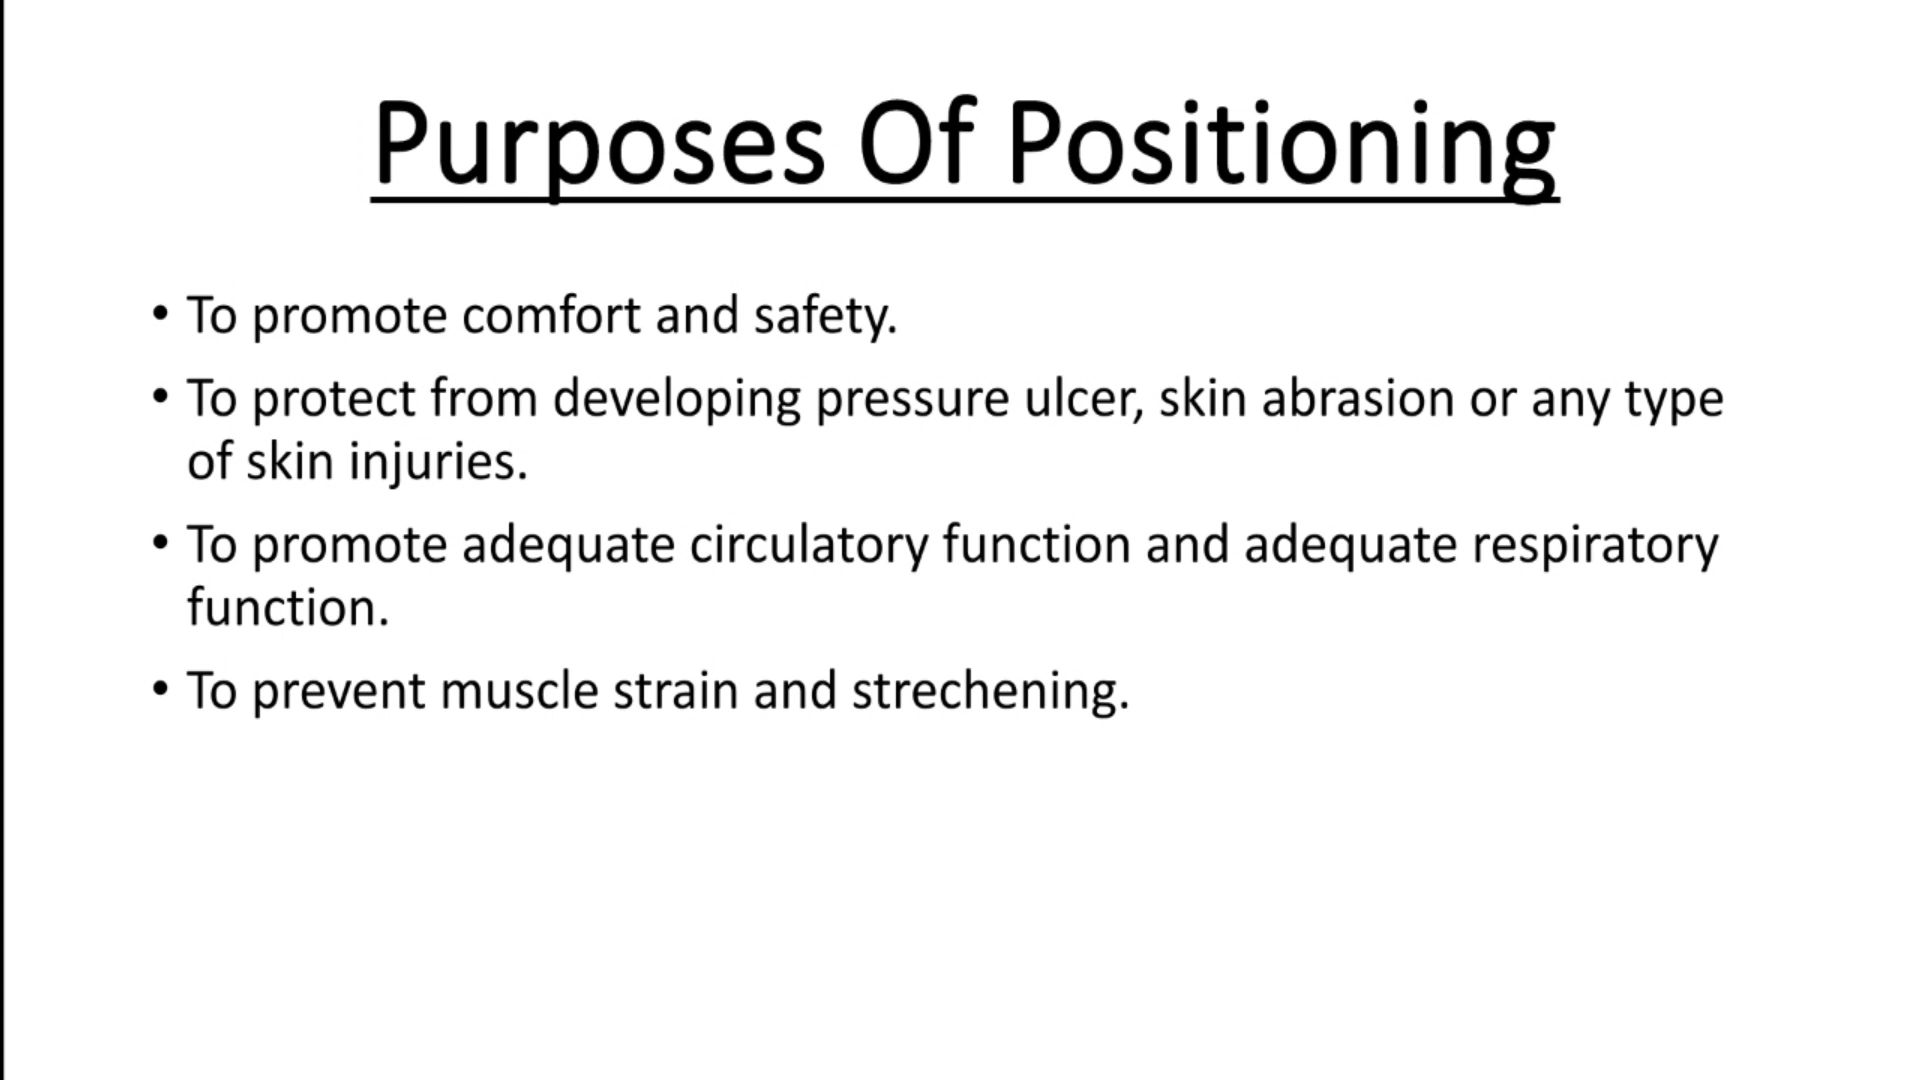 Purposes Of Positioning
• To promote comfort and safety.
• To protect from developing pressure ulcer, skin abrasion or any type
of skin injuries.
• To promote adequate circulatory function and adequate respiratory
function.
• To prevent muscle strain and strechening.